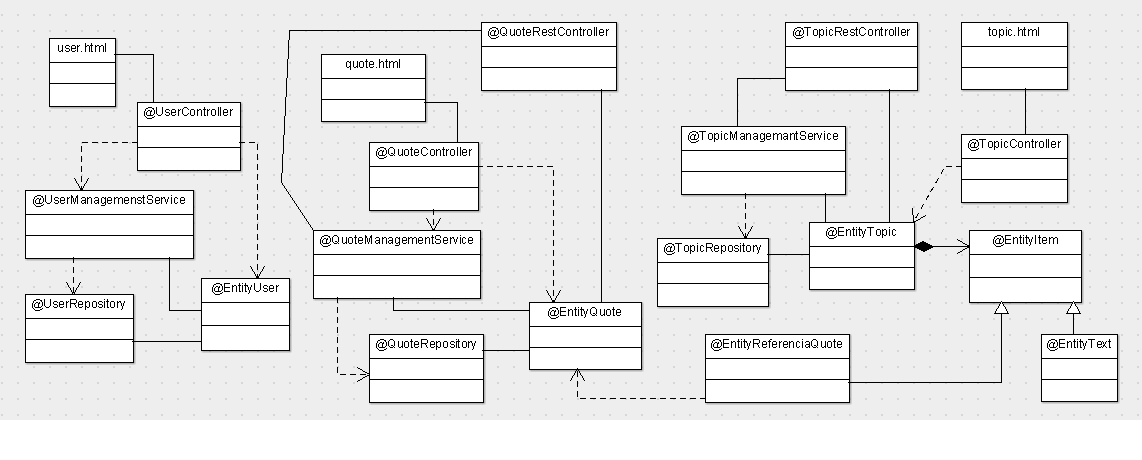 @QuoteRestController
@TopicRestController
topic.html
user.html
quote.html
@UserController
@TopicManagemantService
@TopicController
@QuoteController
@UserManagemenstService
@EntityTopic
@QuoteManagementService
@EntityItem
@TopicRepository
@EntityUser
@UserRepository
@EntityQuote
@QuoteRepository
@EntityReferenciaQuote
@EntityText